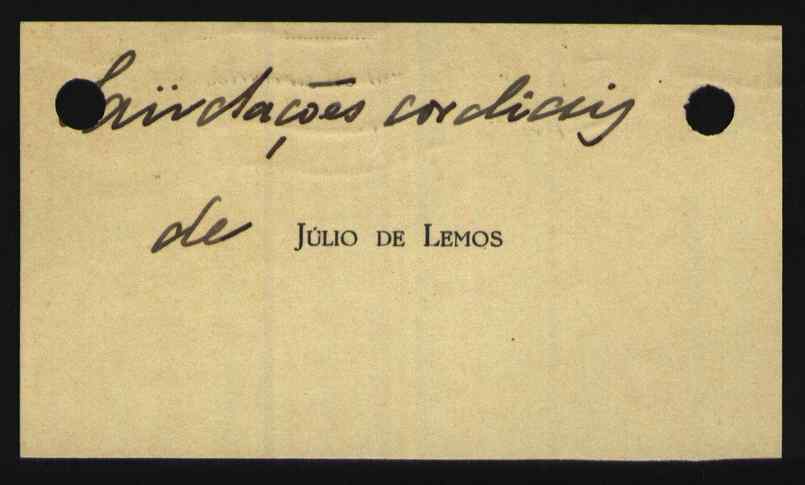 Saüdações cordiais
de Júlio de Lemos